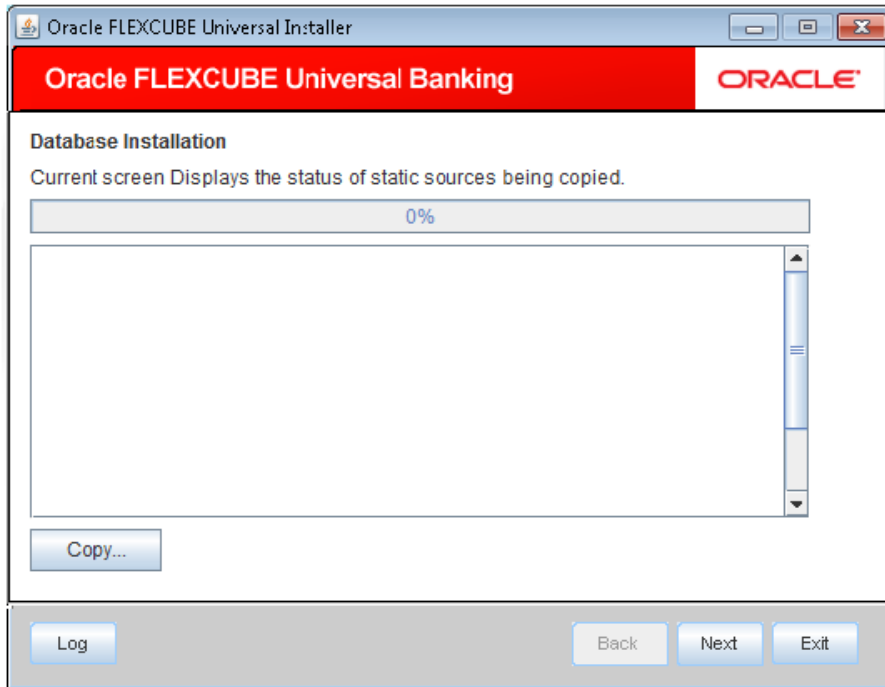 Oracle FLEXCUBE Universal Installer
Oracle FLEXCUBE Universal Banking
ORACLE
Database Installation
Current screen Displays the status of static sources being copied.
0%
Copy...
Log Back Next Exit